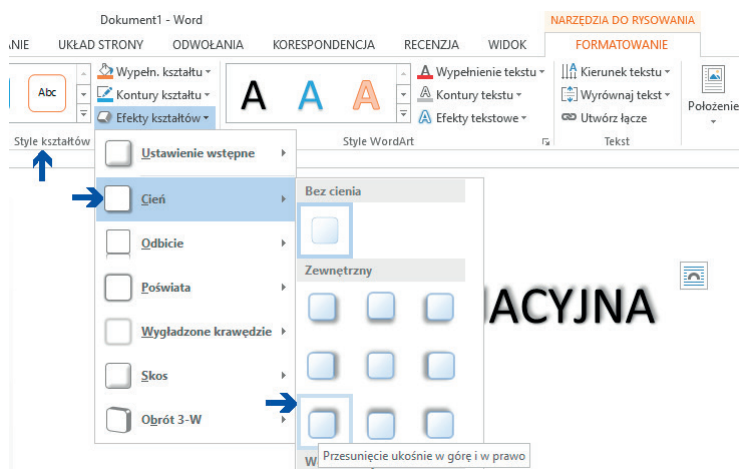 Dokument1 - Word
NARZĘDZIA DO RYSOWANIA
ANIE UKŁAD STRONY ODWOŁANIA KORESPONDENCJA RECENZJA WIDOK FORMATOWANIE
Abc
Wypełn. kształtu
Kontury kształtu
Efekty kształtów
A A A
Wypełnienie tekstu
Kontury tekstu
Efekty tekstowe
Kierunek tekstu
Wyrównaj tekst
Utwórz łącze
Położenie
Style kształtów
Style WordArt
Tekst
Ustawienie wstępne
Cień
Odbicie
Poświata
Wygładzone krawędzie
Skos
Obrót 3-W
Bez cienia
Zewnętrzny
ACYJNA
Przesunięcie ukośnie w górę i w prawo